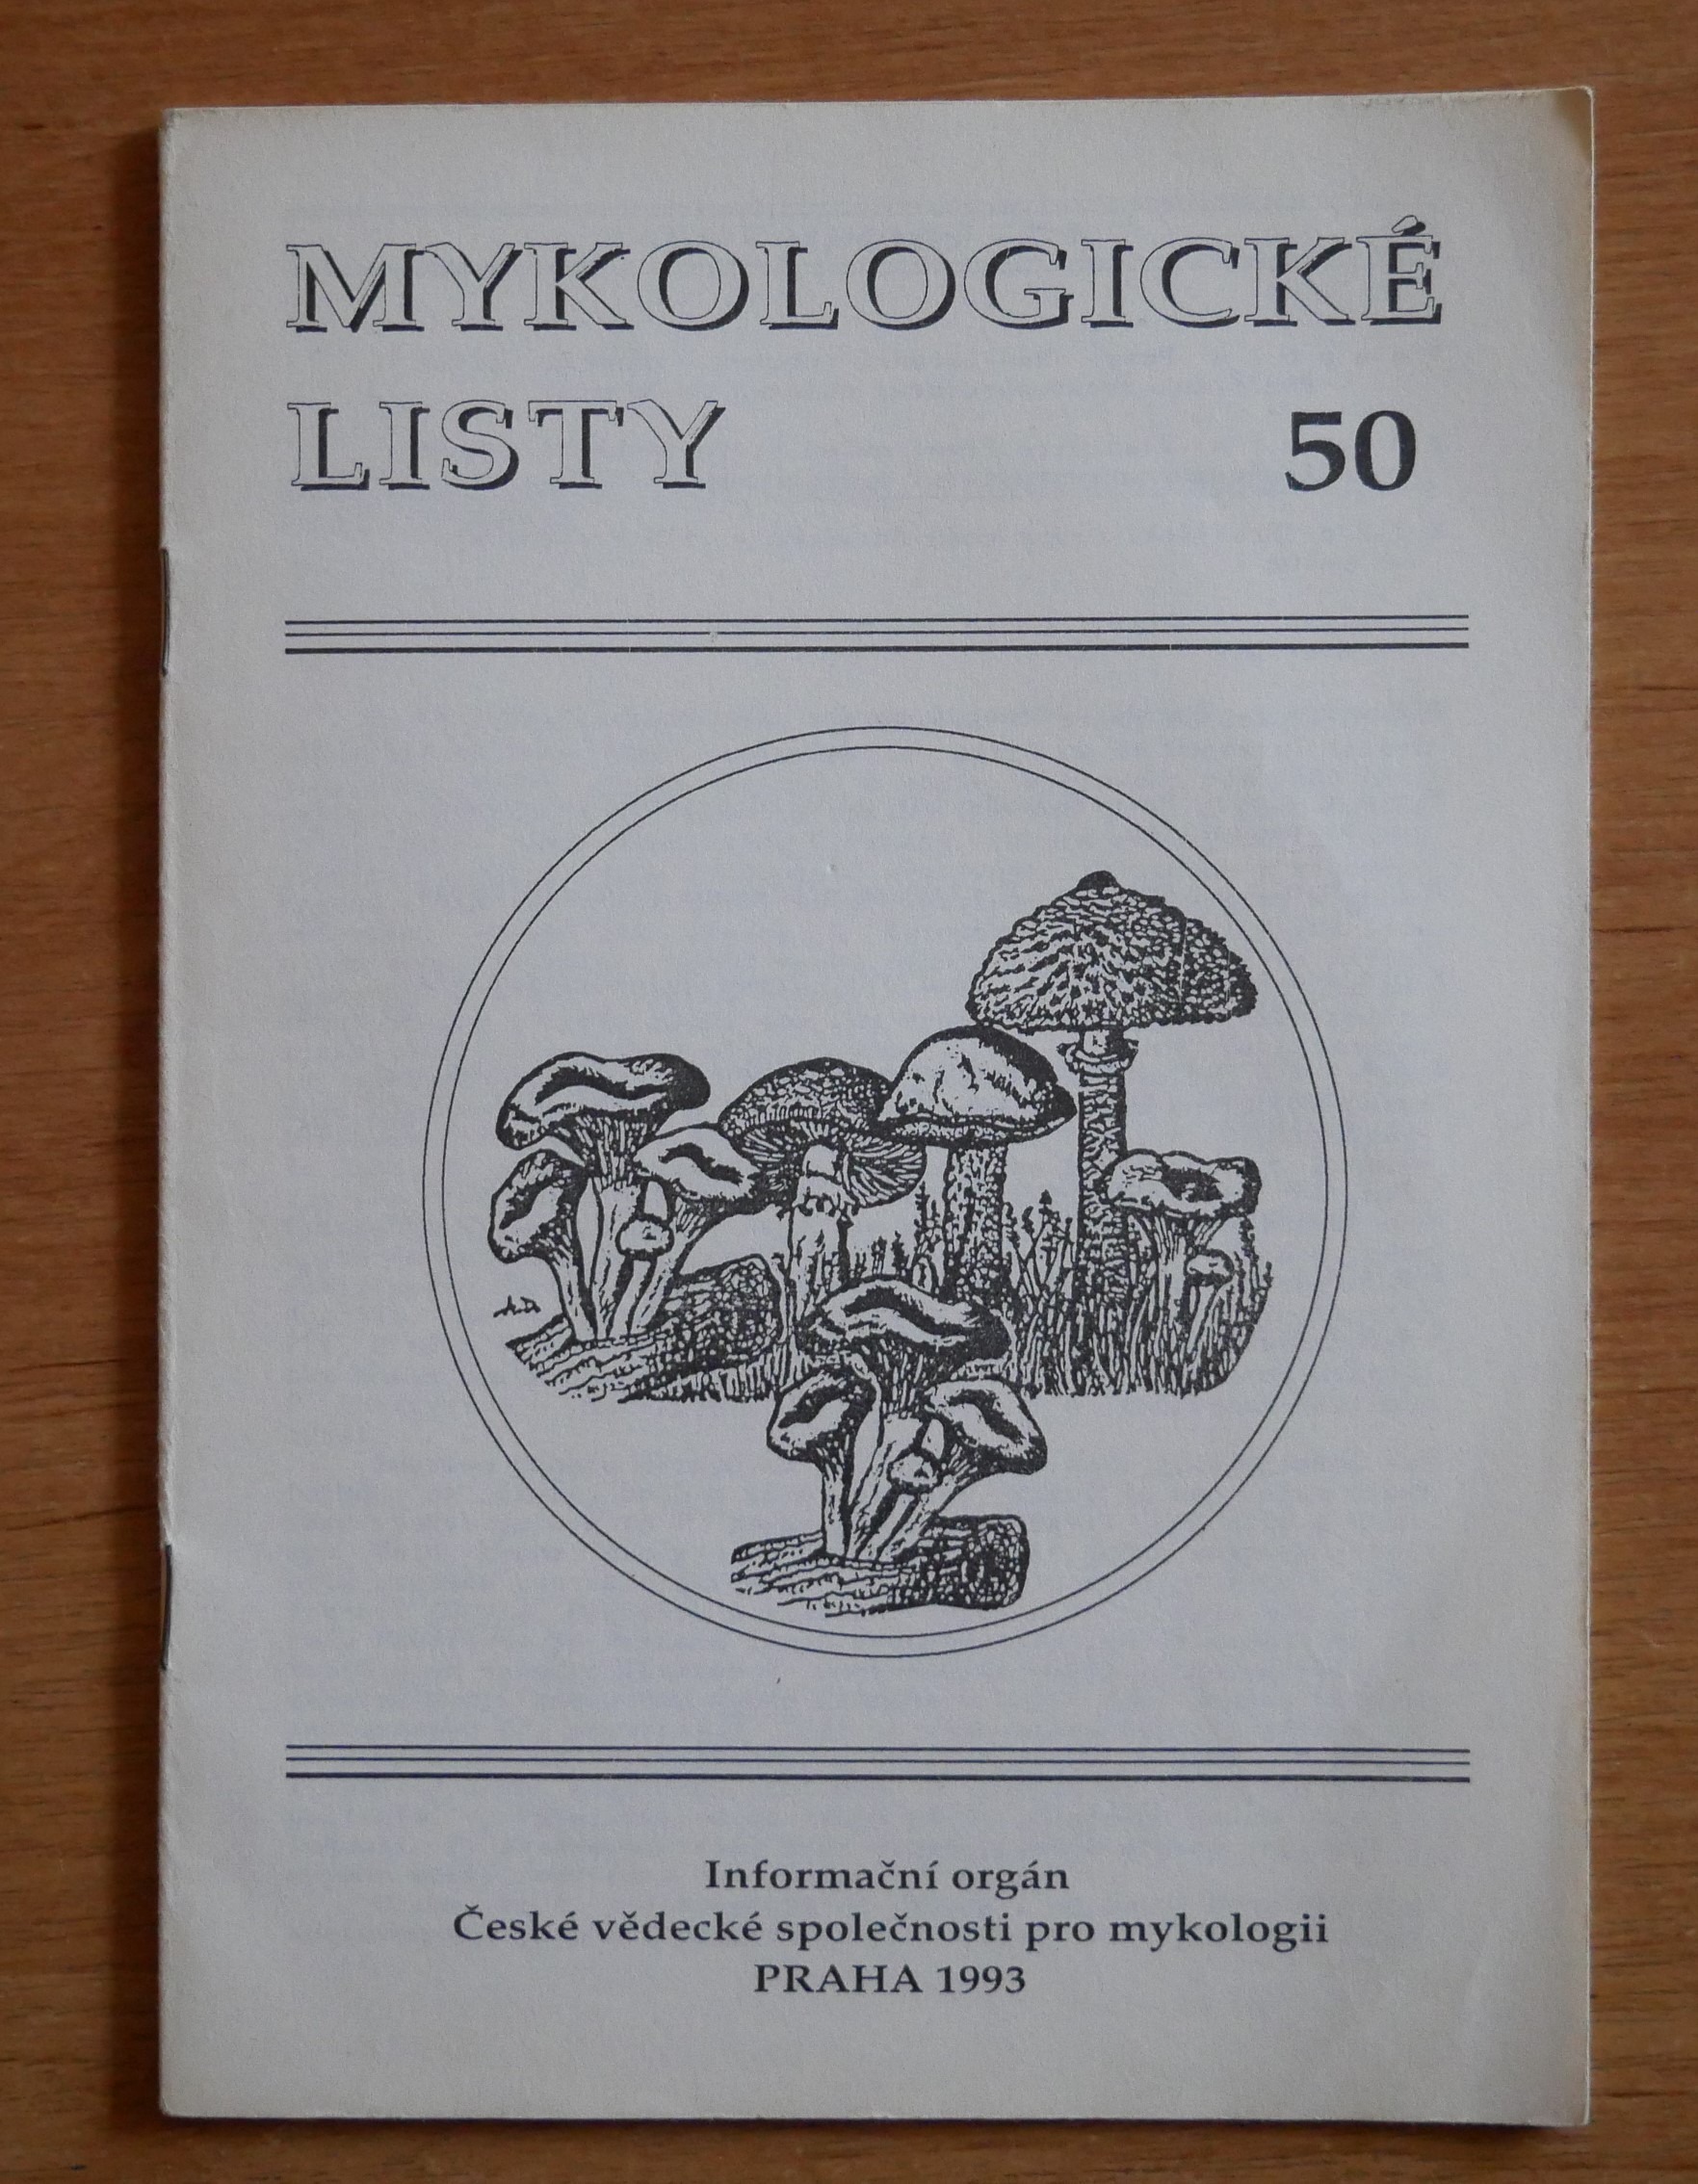 MYKOLOGICKÉ
LISTY 50
Informační orgán
České vědecké společnosti pro mykologii
PRAHA 1993